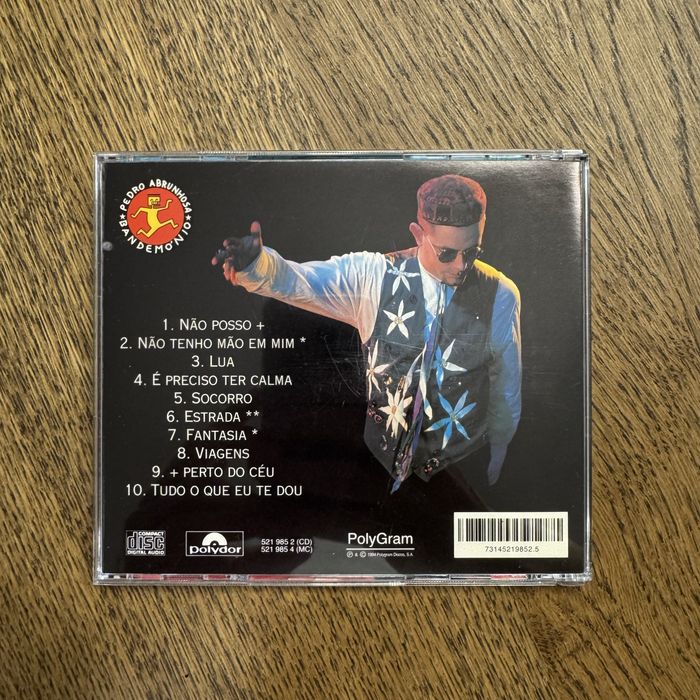 PEDRO ABRUNHOSA
BANDEMÓNIO
1. NÃO POSSO +
2. NÃO TENHO MÃO EM MIM *
3. LUA
4. É PRECISO TER CALMA
5. SOCORRO
6. ESTRADA **
7. FANTASIA *
8. VIAGENS
9. + PERTO DO CÉU
10. TUDO O QUE EU TE DOU
COMPACT
disc
DIGITAL AUDIO
polydor
521 985 2 (CD)
521 985 4 (MC)
PolyGram
℗ & © 1994 Polygram Discos, S.A
73145219852.5